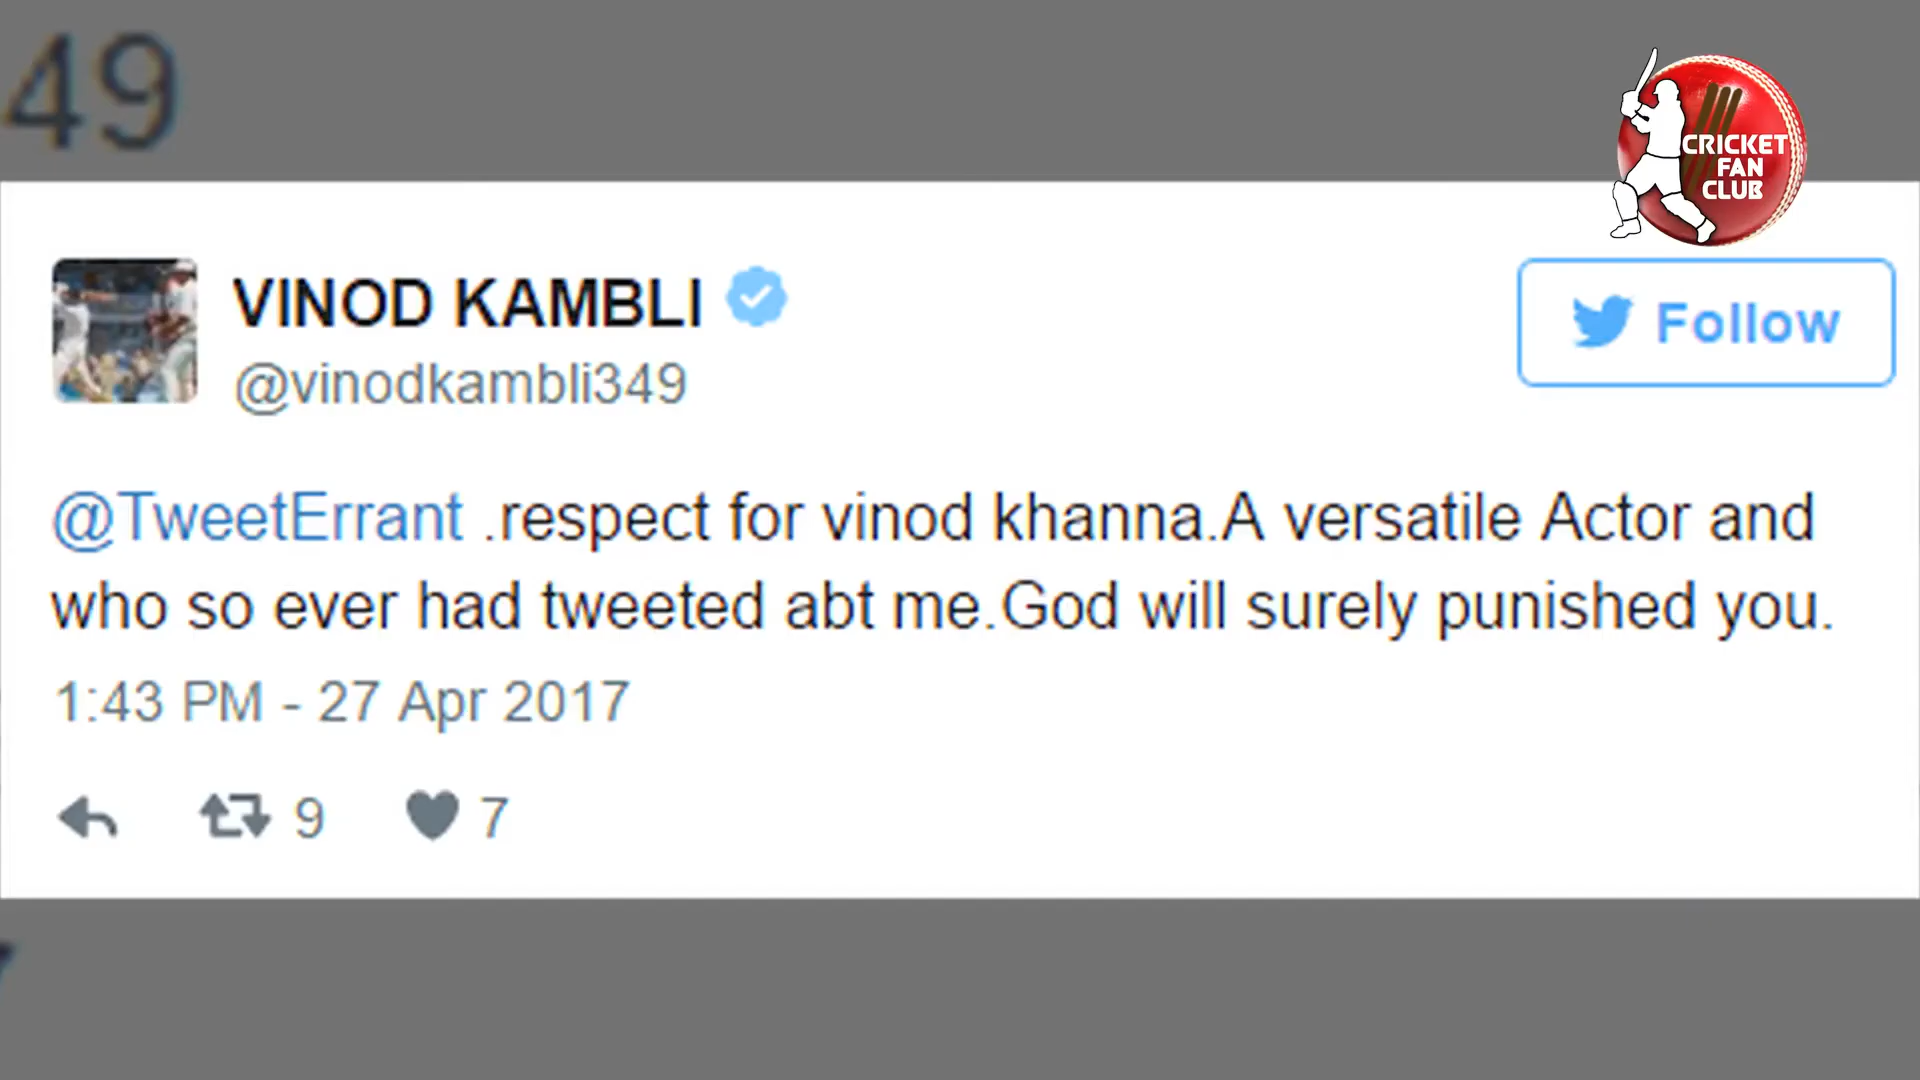 49
CRICKET
FAN
CLUB
VINOD KAMBLI
@vinodkambli349
Follow
@TweetErrant .respect for vinod khanna.A versatile Actor and
who so ever had tweeted abt me.God will surely punished you.
1:43 PM - 27 Apr 2017
9 7